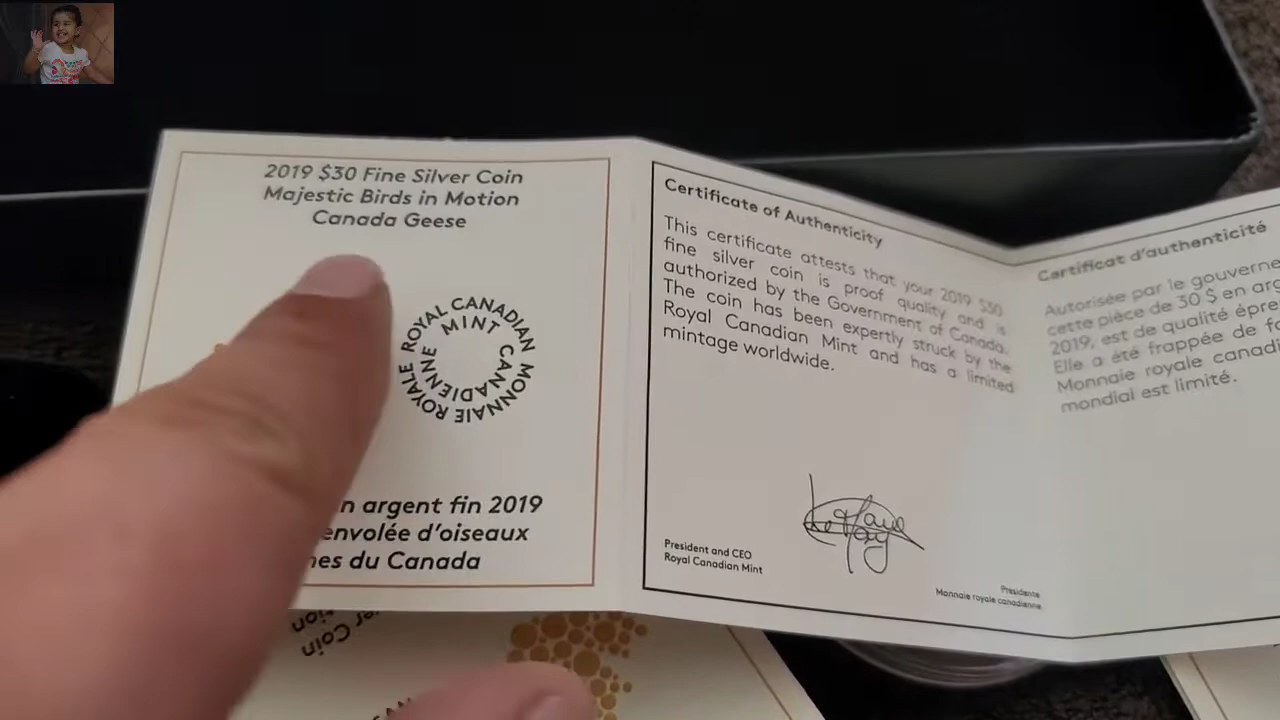 2019 $30 Fine Silver Coin
Majestic Birds in Motion
Canada Geese
ROYAL CANADIAN MINT
MONNAIE ROYALE CANADIENNE
n argent fin 2019
envolée d'oiseaux
nes du Canada
Certificate of Authenticity
This certificate attests that your 2019 $30
fine silver coin is proof quality and is
authorized by the Government of Canada.
The coin has been expertly struck by the
Royal Canadian Mint and has a limited
mintage worldwide.
President and CEO
Royal Canadian Mint
Présidente
Monnaie royale canadienne
Certificat d'authenticité
Autorisée par le gouverne
cette pièce de 30 $ en arg
2019, est de qualité épre
Elle a été frappée de fa
Monnaie royale canadi
mondial est limité.
er Coin
tion